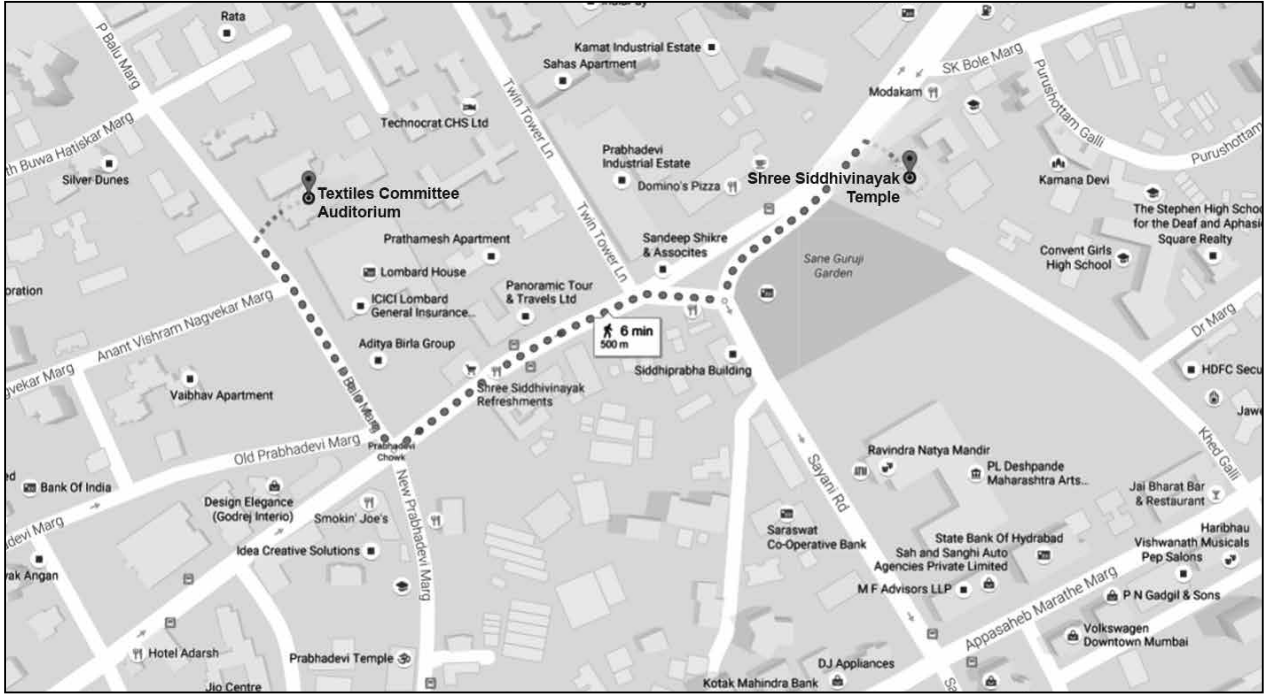 Rata
P Balu Marg
Kamat Industrial Estate
Sahas Apartment
SK Bole Marg
Modakam
Purushottam Galli
Purushottam
Twin Tower Ln
Technocrat CHS Ltd
th Buwa Hatiskar Marg
Silver Dunes
Prabhadevi
Industrial Estate
Domino's Pizza
Shree Siddhivinayak
Temple
Kamana Devi
Textiles Committee
Auditorium
The Stephen High Schoo
for the Deaf and Aphasi
Square Realty
Twin Tower Ln
Prathamesh Apartment
Sandeep Shikre
& Assocites
Sane Guruji
Garden
Convent Girls
High School
Lombard House
oration
ICICI Lombard
General Insurance...
Panoramic Tour
& Travels Ltd
Anant Vishram Nagvekar Marg
6 min
500 m
Dr Marg
Aditya Birla Group
gvekar Marg
Siddhiprabha Building
HDFC Secu
Vaibhav Apartment
Shree Siddhivinayak
Refreshments
P Balu Marg
Jawe
Prabhadevi
Chowk
Old Prabhadevi Marg
Khed Galli
Ravindra Natya Mandir
PL Deshpande
Maharashtra Arts...
ed
Bank Of India
New Prabhadevi Marg
Sayani Rd
Jai Bharat Bar
& Restaurant
Design Elegance
(Godrej Interio)
Smokin' Joe's
adevi Marg
Saraswat
Co-Operative Bank
Haribhau
Vishwanath Musicals
Pep Salons
State Bank Of Hydrabad
Sah and Sanghi Auto
Agencies Private Limited
Idea Creative Solutions
yak Angan
M F Advisors LLP
Appasaheb Marathe Marg
P N Gadgil & Sons
Volkswagen
Downtown Mumbai
Hotel Adarsh
Prabhadevi Temple
DJ Appliances
Kotak Mahindra Bank
Jio Centre
Sa